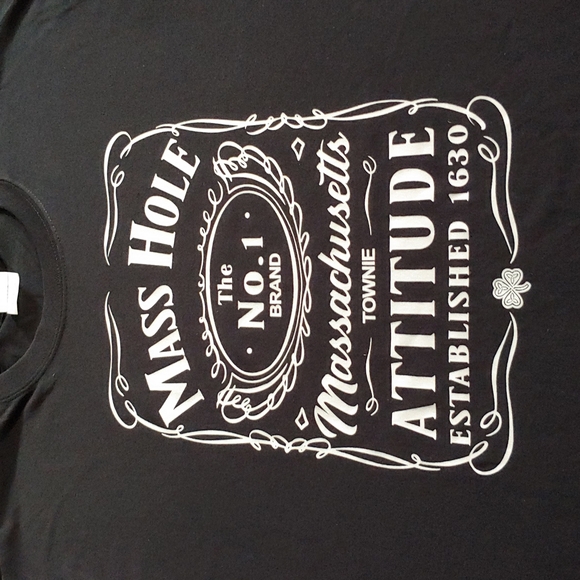 MASS HOLE
The
No.1
BRAND
Massachusetts
TOWNIE
ATTITUDE
ESTABLISHED 1630